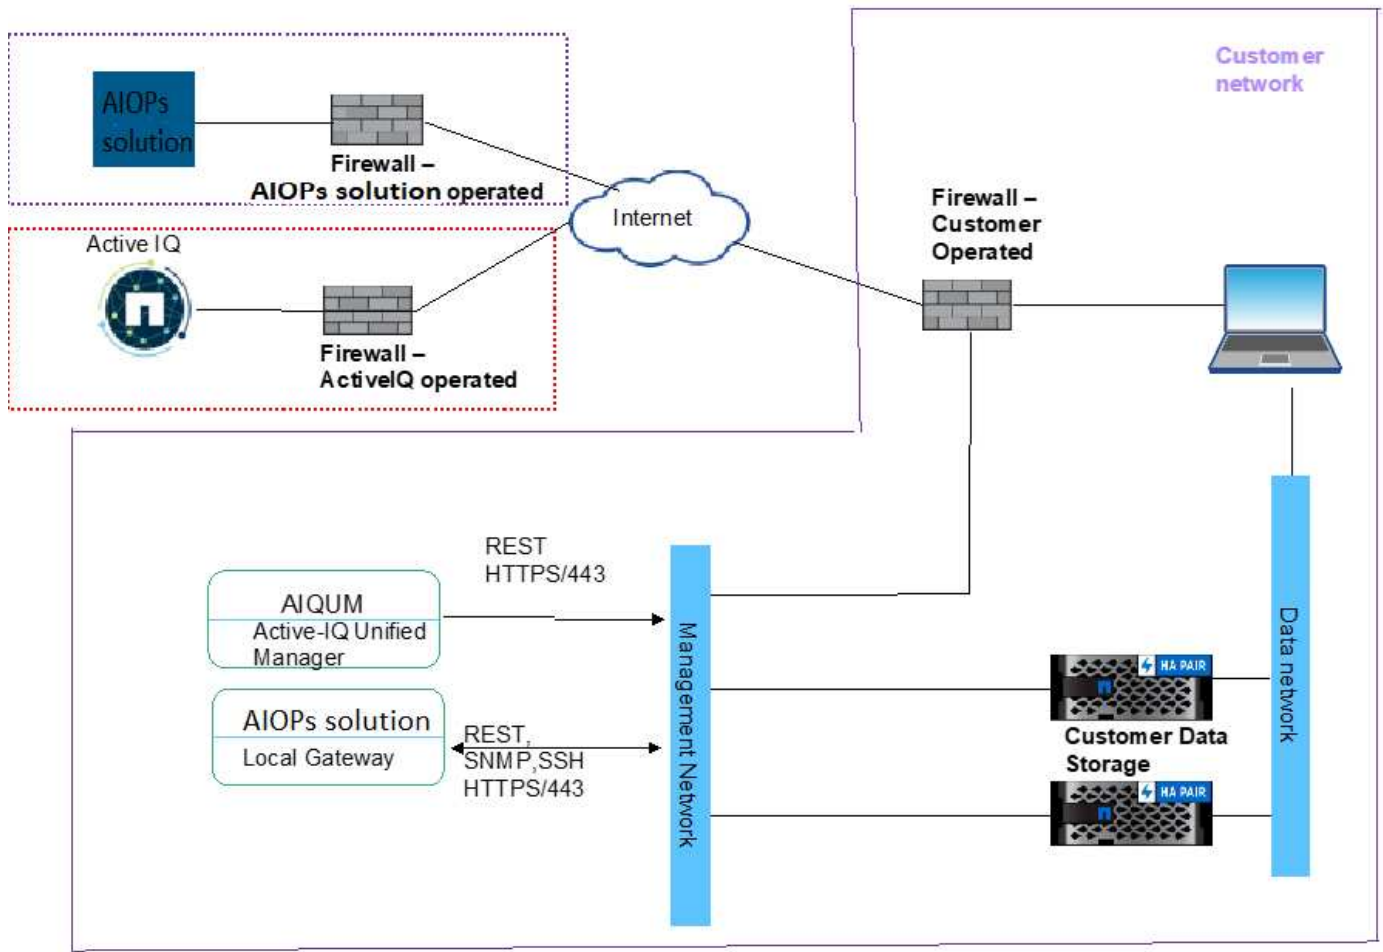 Customer
network
AIOPs
solution
Firewall –
AIOPs solution operated
Internet
Firewall –
Customer
Operated
Active IQ
Firewall –
ActiveIQ operated
REST
HTTPS/443
AIQUM
Active-IQ Unified
Manager
AIOPs solution
Local Gateway
REST,
SNMP,SSH
HTTPS/443
Management Network
HA PAIR
Customer Data
Storage
HA PAIR
Data network